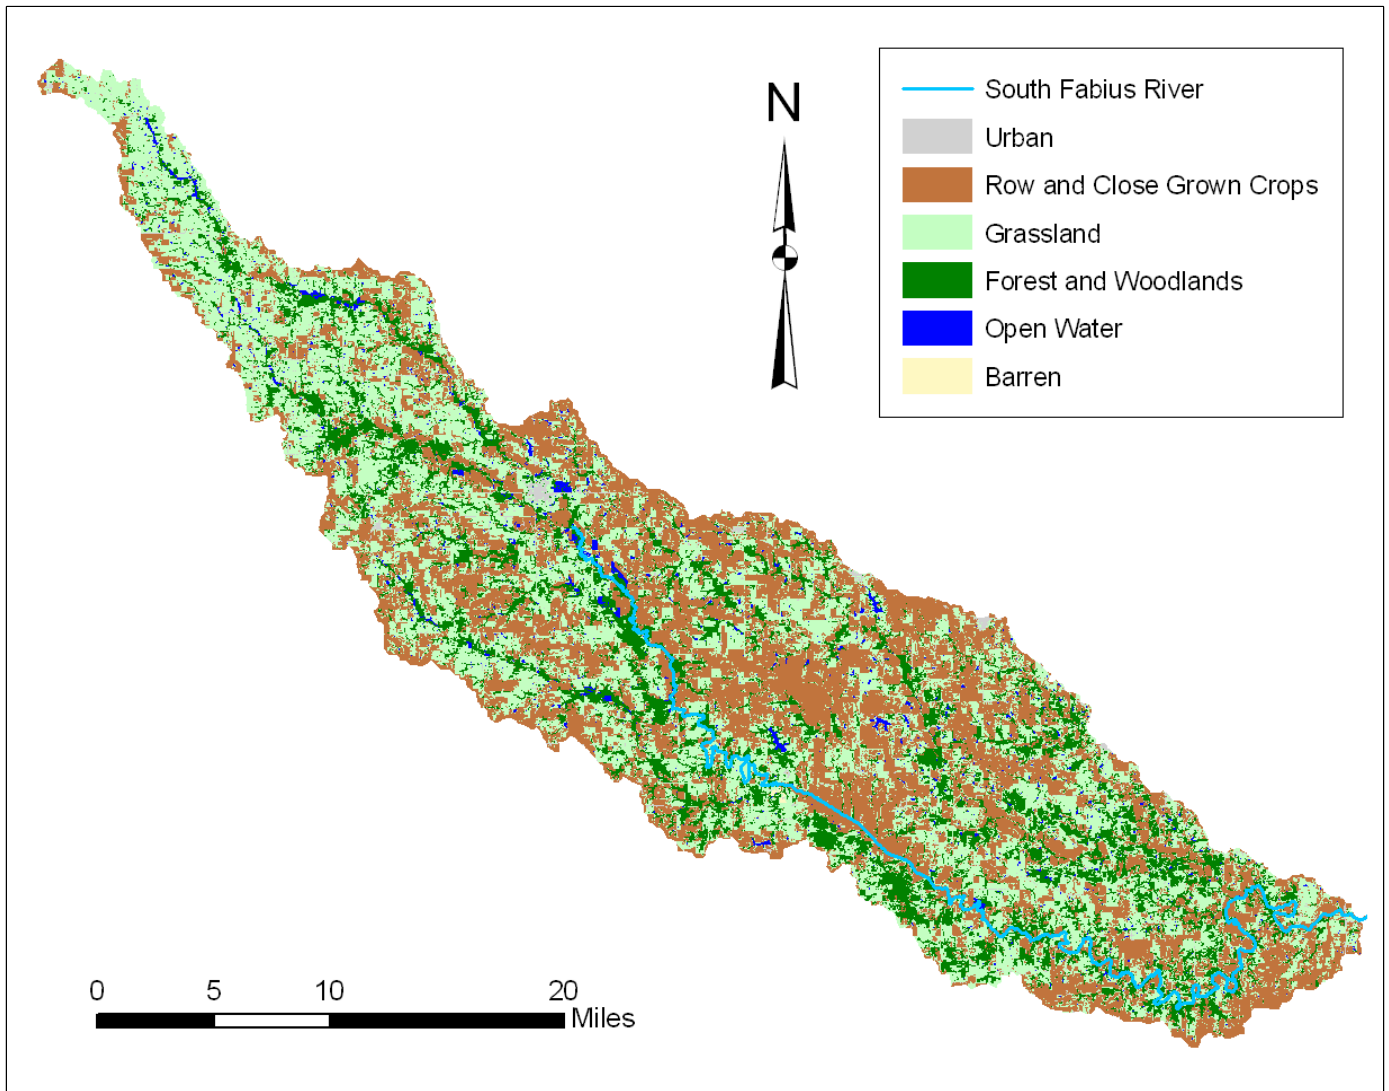 N
South Fabius River
Urban
Row and Close Grown Crops
Grassland
Forest and Woodlands
Open Water
Barren
0 5 10 20
Miles